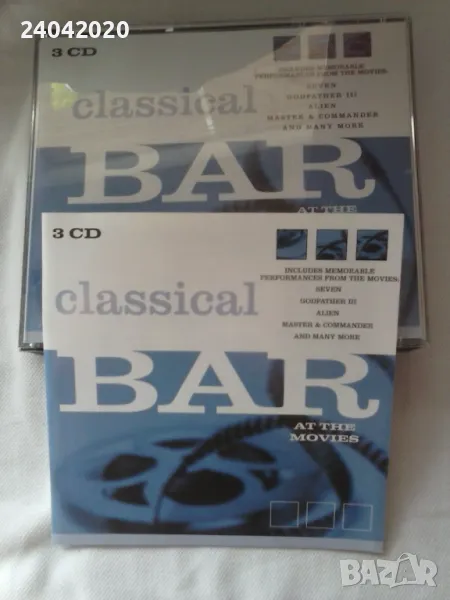 24042020
3 CD
INCLUDES MEMORABLE
PERFORMANCES FROM THE MOVIES:
SEVEN
GODFATHER III
ALIEN
MASTER & COMMANDER
AND MANY MORE
classical
BAR
AT THE
3 CD
INCLUDES MEMORABLE
PERFORMANCES FROM THE MOVIES:
SEVEN
GODFATHER III
ALIEN
MASTER & COMMANDER
AND MANY MORE
classical
BAR
AT THE
MOVIES
BAZAR